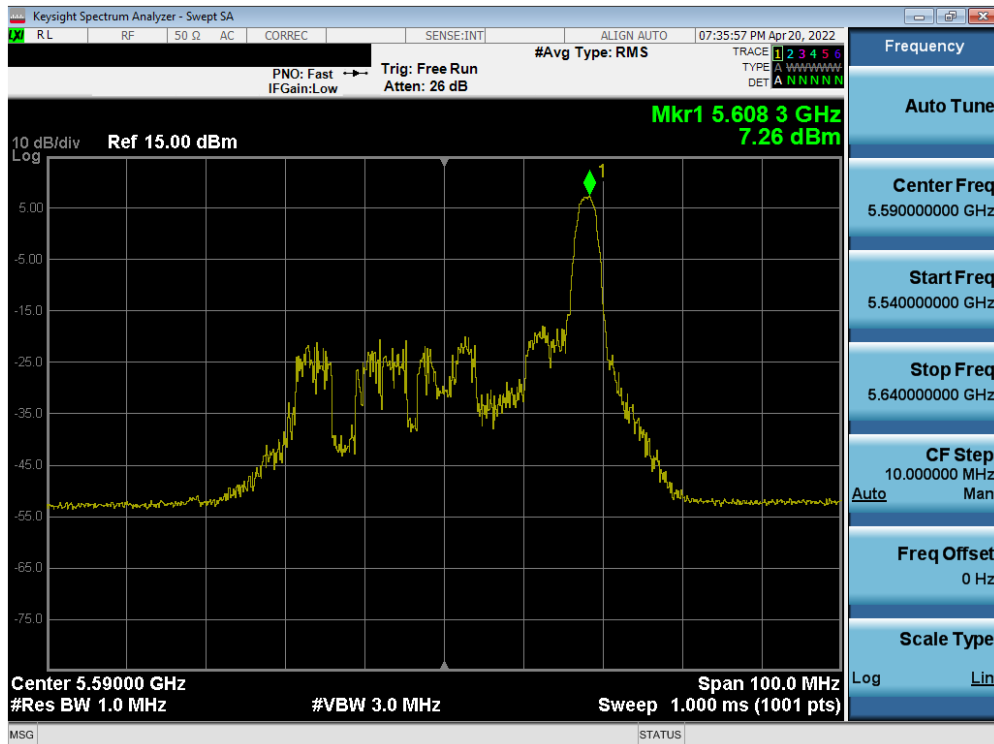 Keysight Spectrum Analyzer - Swept SA
LXI RL RF 50 Ω AC CORREC SENSE:INT ALIGN AUTO 07:35:57 PM Apr 20, 2022
PNO: Fast
IFGain:Low
Trig: Free Run
Atten: 26 dB
#Avg Type: RMS
TRACE 1 2 3 4 5 6
TYPE A WWWWW
DET A N N N N N
Mkr1 5.608 3 GHz
7.26 dBm
10 dB/div Ref 15.00 dBm
Log
1
5.00
-5.00
-15.0
-25.0
-35.0
-45.0
-55.0
-65.0
-75.0
Center 5.59000 GHz Span 100.0 MHz
#Res BW 1.0 MHz #VBW 3.0 MHz Sweep 1.000 ms (1001 pts)
MSG STATUS
Frequency
Auto Tune
Center Freq
5.590000000 GHz
Start Freq
5.540000000 GHz
Stop Freq
5.640000000 GHz
CF Step
10.000000 MHz
Auto Man
Freq Offset
0 Hz
Scale Type
Log Lin